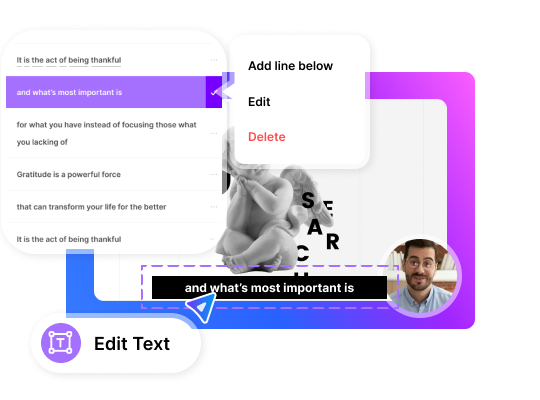 It is the act of being thankful
and what's most important is
for what you have instead of focusing those what
you lacking of
Gratitude is a powerful force
that can transform your life for the better
It is the act of being thankful
Add line below
Edit
Delete
S E
A R
C
H
and what's most important is
Edit Text
T